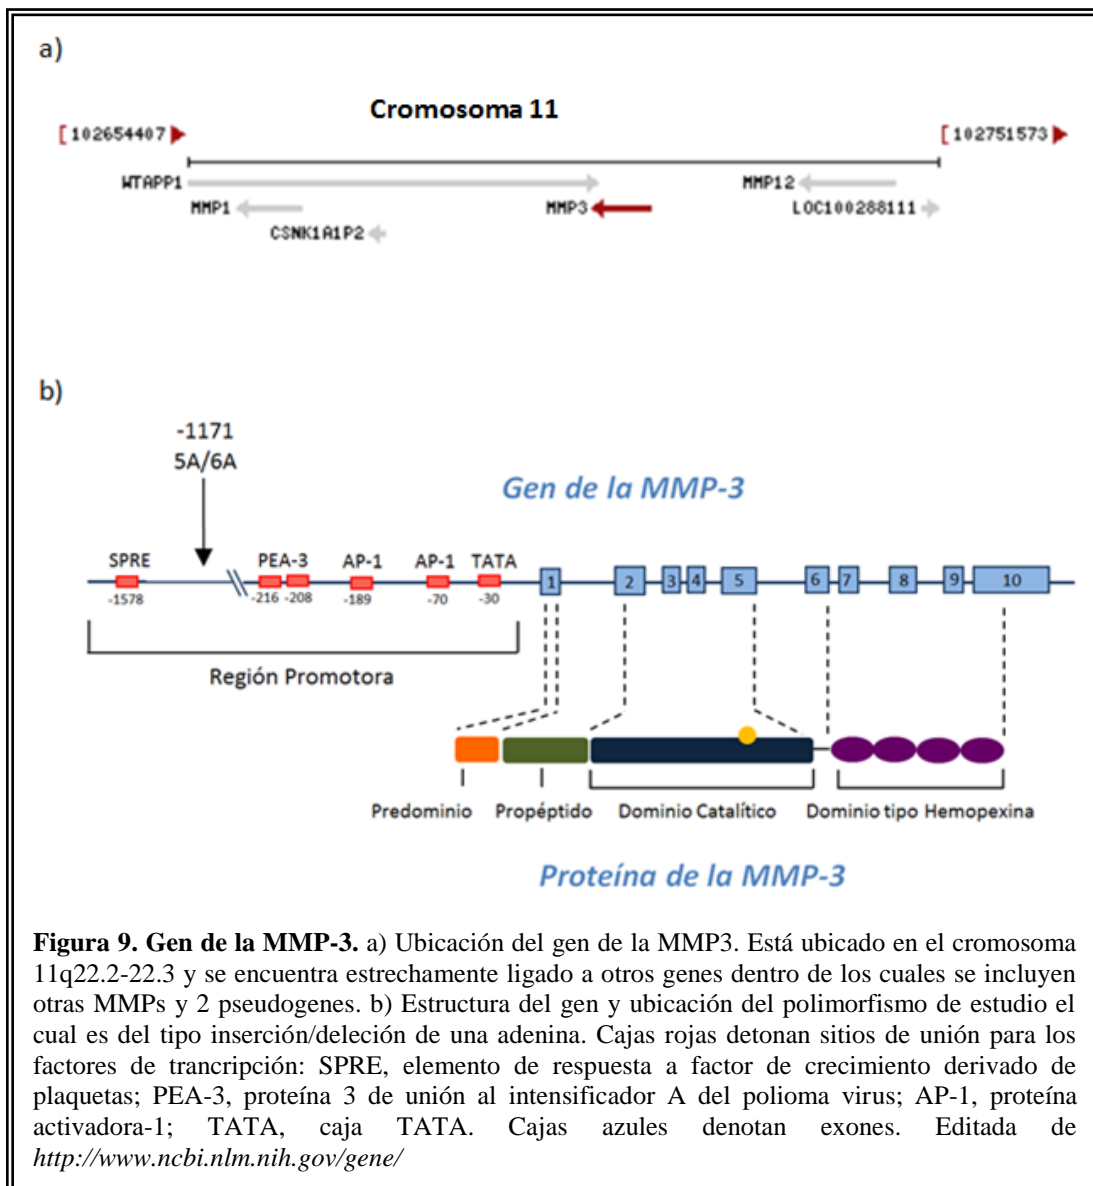 a)
Cromosoma 11
[102654407
[102751573
WTAPP1
MMP12
MMP1
MMP3
LOC100288111
CSNK1A1P2
b)
-1171
5A/6A
Gen de la MMP-3
SPRE
PEA-3
AP-1
AP-1
TATA
1
2
3
4
5
6
7
8
9
10
-1578
-216
-208
-189
-70
-30
Región Promotora
Predominio
Propéptido
Dominio Catalítico
Dominio tipo Hemopexina
Proteína de la MMP-3
Figura 9. Gen de la MMP-3. a) Ubicación del gen de la MMP3. Está ubicado en el cromosoma
11q22.2-22.3 y se encuentra estrechamente ligado a otros genes dentro de los cuales se incluyen
otras MMPs y 2 pseudogenes. b) Estructura del gen y ubicación del polimorfismo de estudio el
cual es del tipo inserción/deleción de una adenina. Cajas rojas detonan sitios de unión para los
factores de trancripción: SPRE, elemento de respuesta a factor de crecimiento derivado de
plaquetas; PEA-3, proteína 3 de unión al intensificador A del polioma virus; AP-1, proteína
activadora-1; TATA, caja TATA. Cajas azules denotan exones. Editada de
http://www.ncbi.nlm.nih.gov/gene/